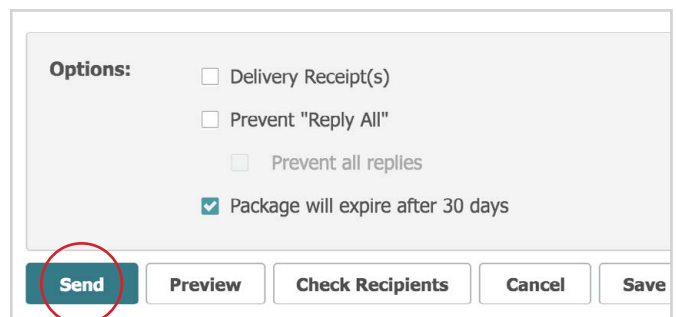 Options:
Delivery Receipt(s)
Prevent "Reply All"
Prevent all replies
Package will expire after 30 days
Send Preview Check Recipients Cancel Save